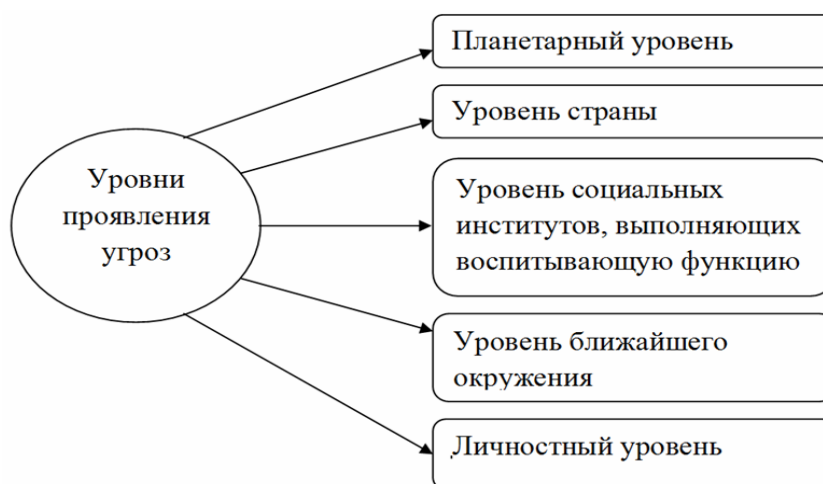 Уровни
проявления
угроз
Планетарный уровень
Уровень страны
Уровень социальных
институтов, выполняющих
воспитывающую функцию
Уровень ближайшего
окружения
Личностный уровень